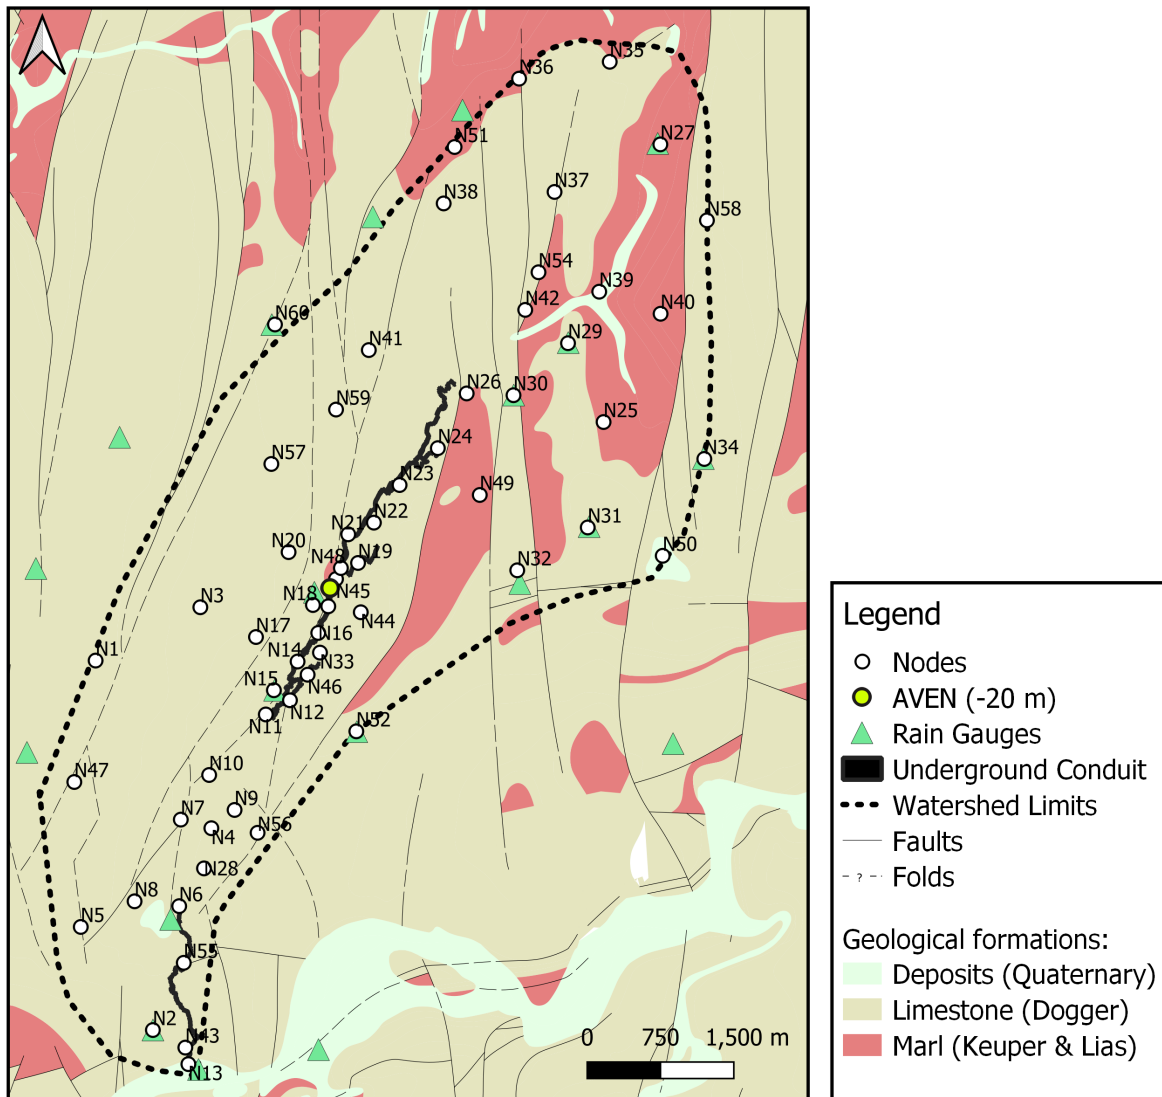 N35
N36
N51
N27
N38
N37
N58
N54
N39
N42
N40
N60
N29
N41
N26
N30
N59
N25
N24
N57
N34
N23
N49
N22
N31
N21
N20
N19
N50
N48
N32
N18
N45
N3
N44
N17
N16
N14
N33
N1
N15
N46
N12
N11
N52
N10
N47
N9
N7
N4
N56
N28
N8
N6
N5
N55
N2
N43
N13
0 750 1,500 m
Legend
Nodes
AVEN (-20 m)
Rain Gauges
Underground Conduit
Watershed Limits
Faults
? Folds
Geological formations:
Deposits (Quaternary)
Limestone (Dogger)
Marl (Keuper & Lias)